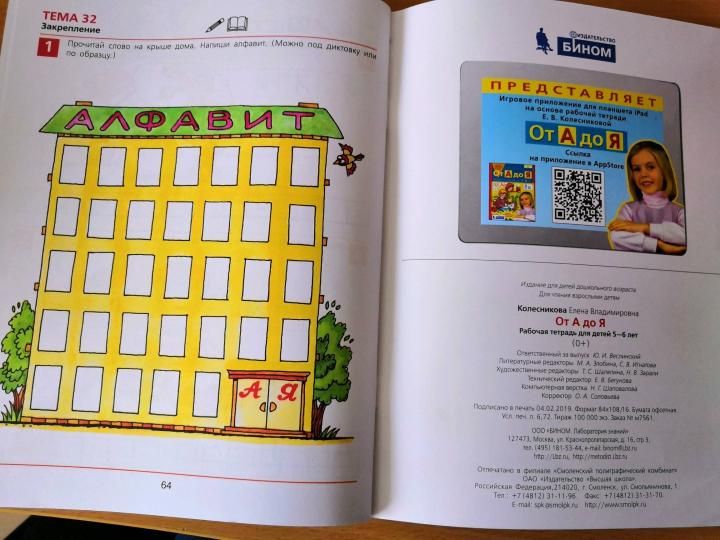 ТЕМА 32
Закрепление
1 Прочитай слово на крыше дома. Напиши алфавит. (Можно под диктовку или
по образцу.)
АЛФАВИТ
А Я
64
ИЗДАТЕЛЬСТВО
БИНОМ
ПРЕДСТАВЛЯЕТ
Игровое приложение для планшета iPad
на основе рабочей тетради
Е. В. Колесниковой
От А до Я
Ссылка
на приложение в AppStore
От А до Я
Издание для детей дошкольного возраста
Для чтения взрослыми детям
Колесникова Елена Владимировна
От А до Я
Рабочая тетрадь для детей 5—6 лет
(0+)
Ответственный за выпуск Ю. И. Веслинский
Литературные редакторы М. А. Злобина, С. В. Игнатова
Художественные редакторы Т. С. Шаляпина, Н. В. Зарали
Технический редактор Е. В. Бегунова
Компьютерная верстка Н. Г. Шаповалова
Корректор О. А. Соловьева
Подписано в печать 04.02.2019. Формат 84х108/16. Бумага офсетная.
Усл. печ. л. 6,72. Тираж 100 000 экз. Заказ № м7561.
ООО «БИНОМ. Лаборатория знаний»
127473, Москва, ул. Краснопролетарская, д. 16, стр 3,
тел. (495) 181-53-44, e-mail: binom@Lbz.ru
http://Lbz.ru, http://metodist.Lbz.ru
Отпечатано в филиале «Смоленский полиграфический комбинат»
ОАО «Издательство «Высшая школа».
Российская Федерация, 214020, г. Смоленск, ул. Смольянинова, 1.
Тел.: +7 (4812) 31-11-96. Факс: +7 (4812) 31-31-70.
E-mail: spk@smolpk.ru http://www.smolpk.ru